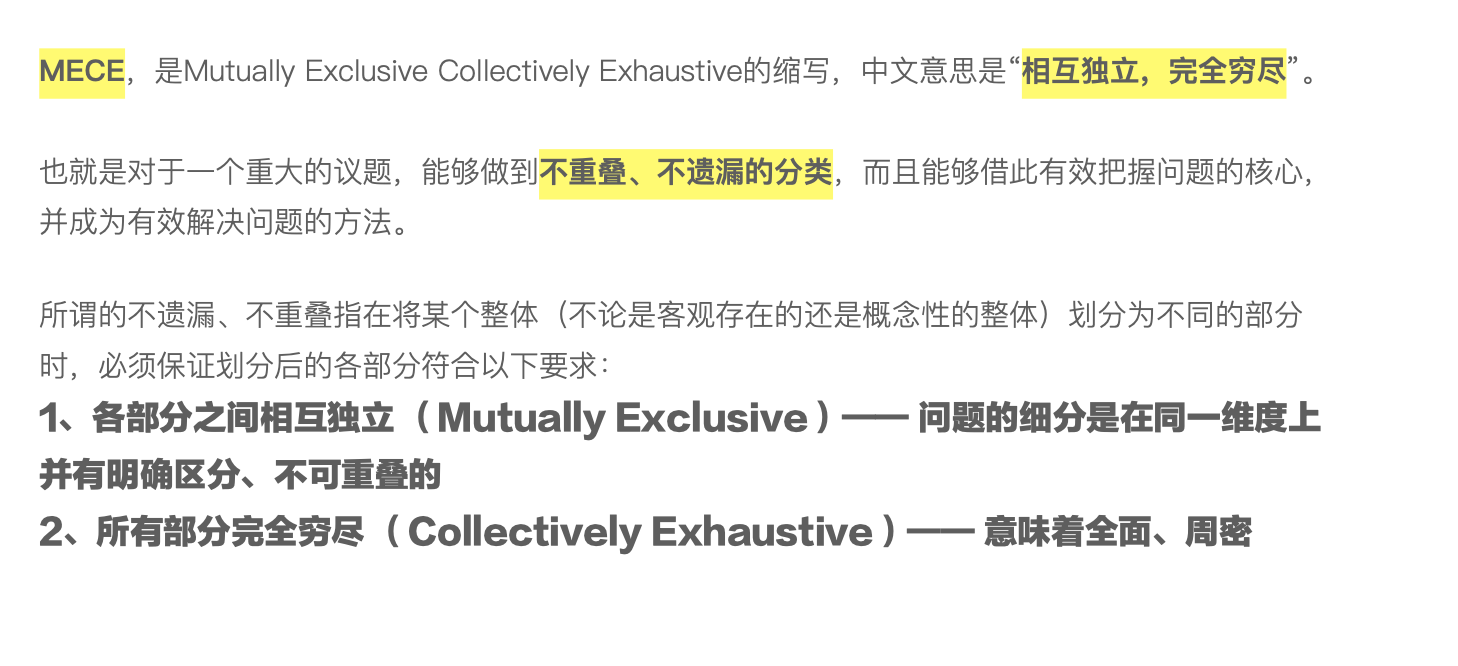 MECE，是Mutually Exclusive Collectively Exhaustive的缩写，中文意思是“相互独立，完全穷尽”。
也就是对于一个重大的议题，能够做到不重叠、不遗漏的分类，而且能够借此有效把握问题的核心，
并成为有效解决问题的方法。
所谓的不遗漏、不重叠指在将某个整体（不论是客观存在的还是概念性的整体）划分为不同的部分
时，必须保证划分后的各部分符合以下要求：
1、各部分之间相互独立（Mutually Exclusive）—— 问题的细分是在同一维度上
并有明确区分、不可重叠的
2、所有部分完全穷尽（Collectively Exhaustive）—— 意味着全面、周密